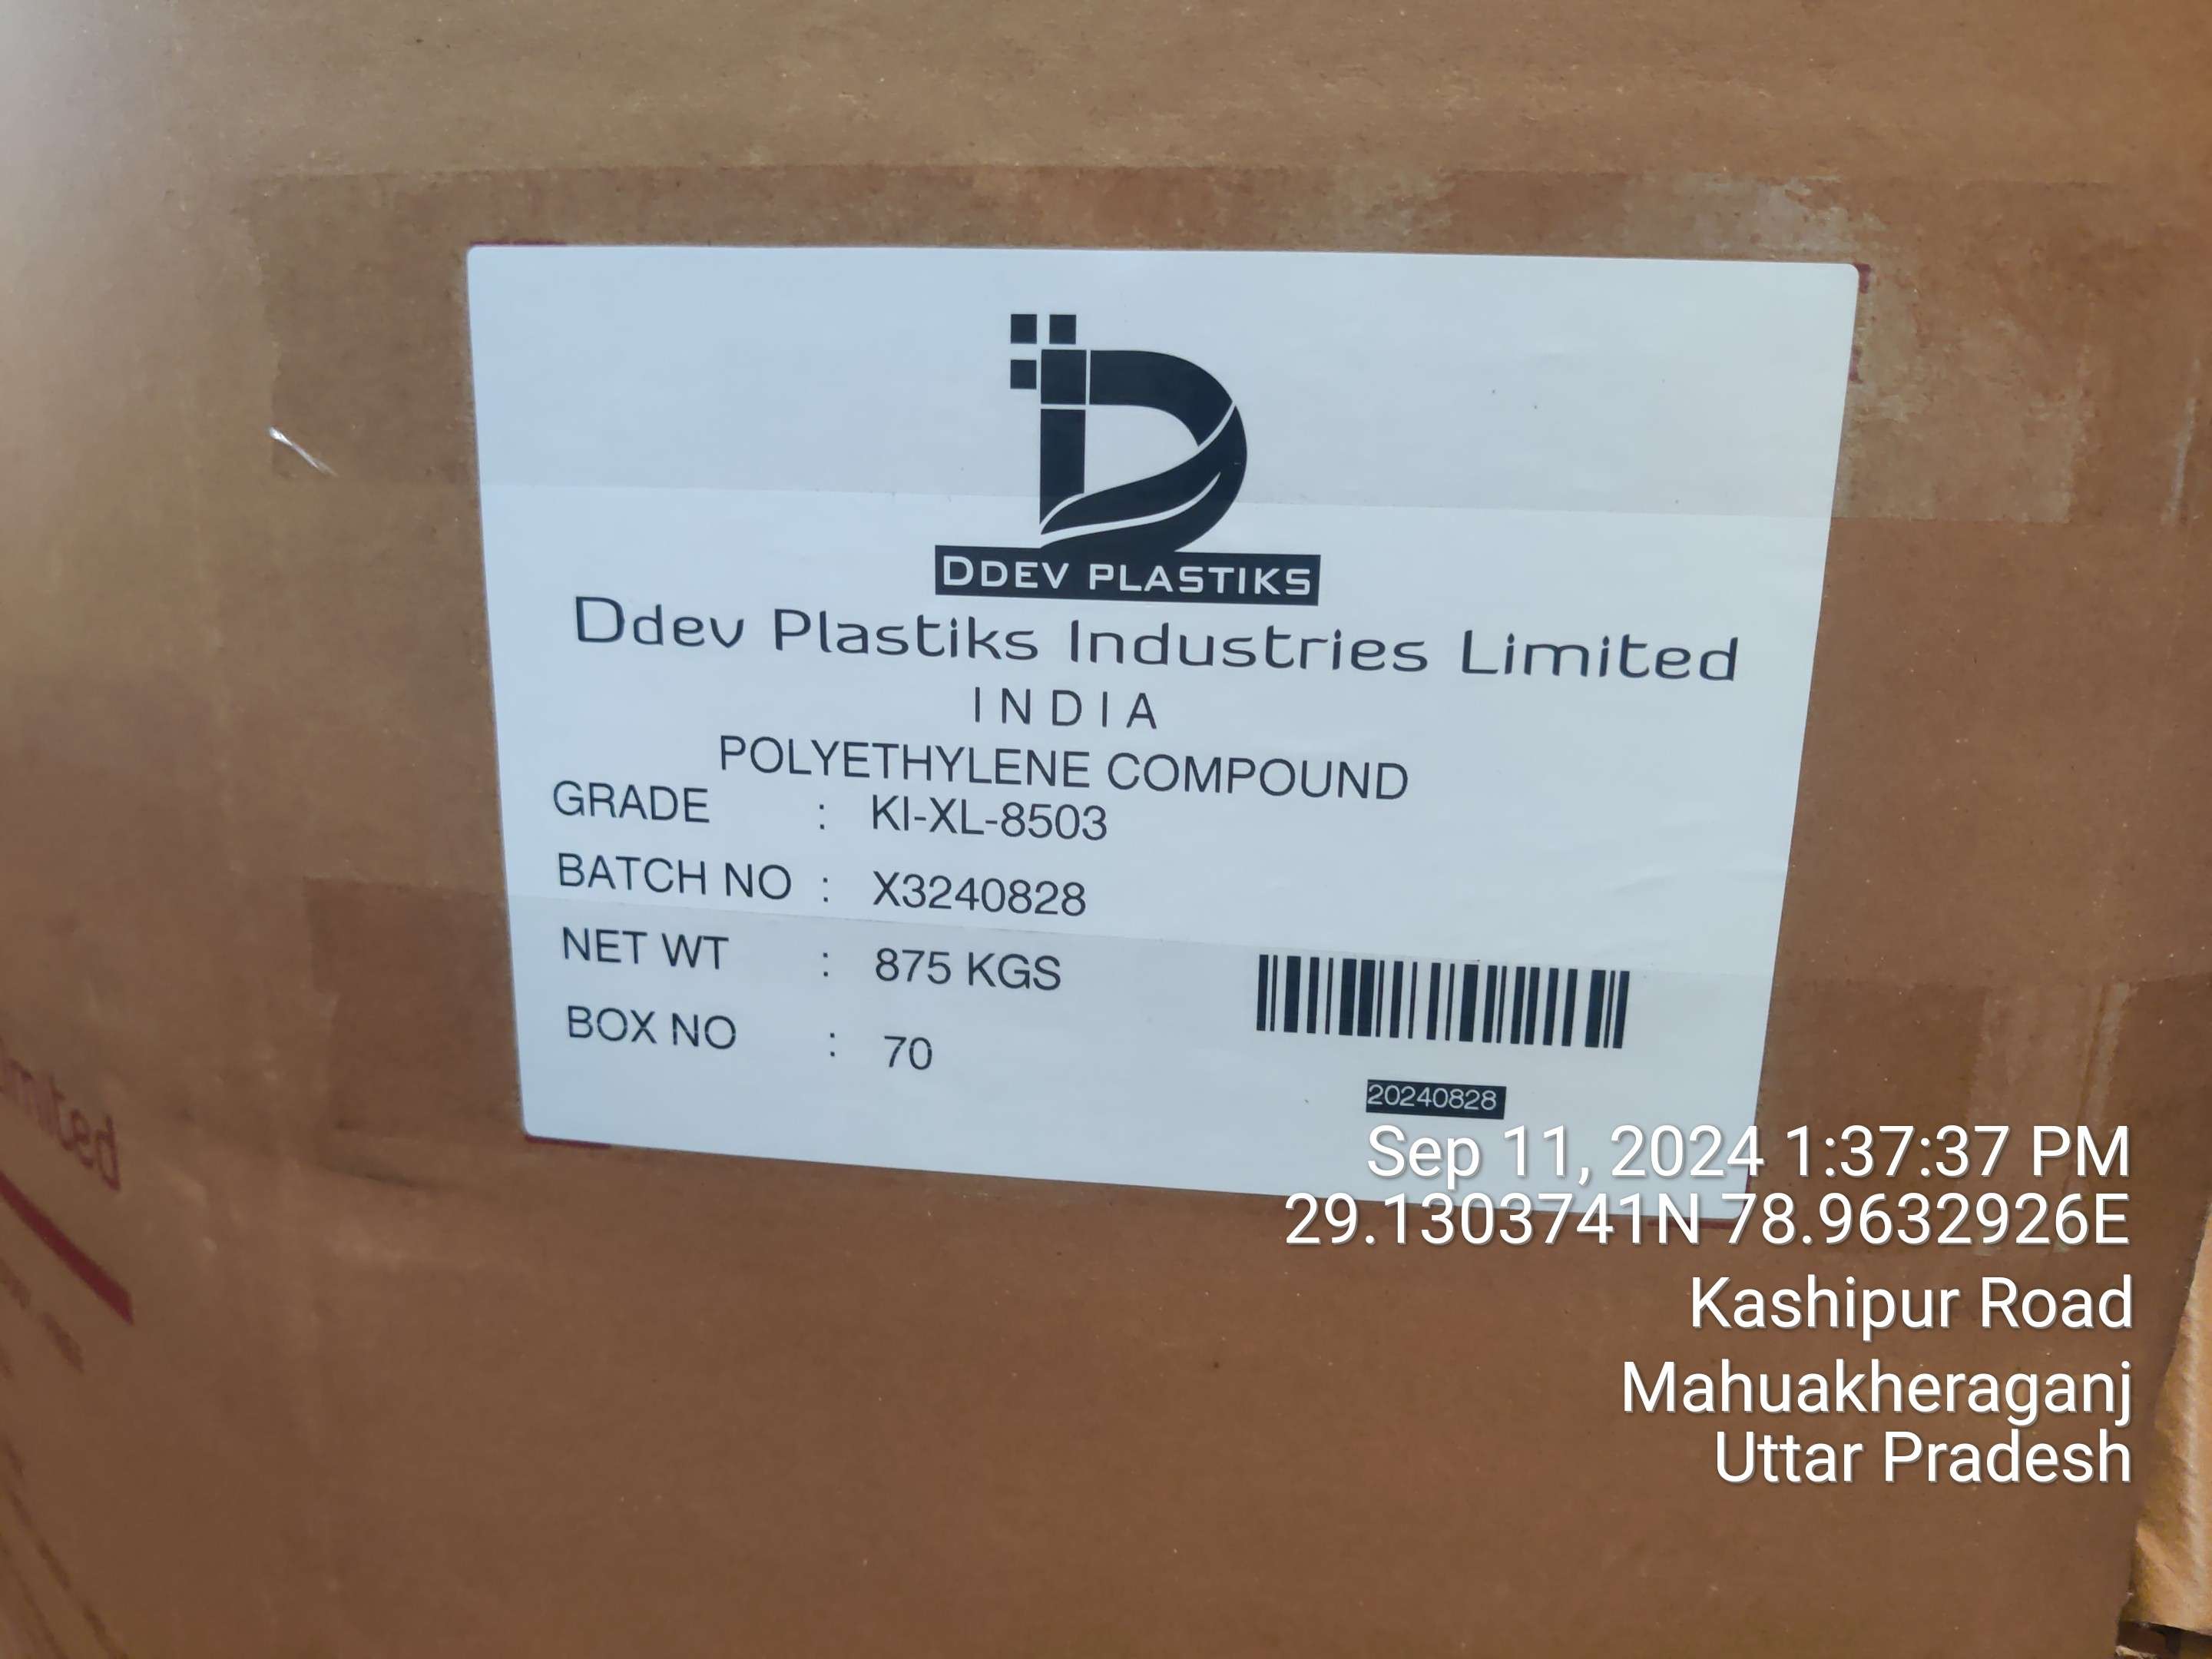 DDEV PLASTIKS
Ddev Plastiks Industries Limited
INDIA
POLYETHYLENE COMPOUND
GRADE : KI-XL-8503
BATCH NO : X3240828
NET WT : 875 KGS
BOX NO : 70
20240828
Sep 11, 2024 1:37:37 PM
29.1303741N 78.9632926E
Kashipur Road
Mahuakheraganj
Uttar Pradesh